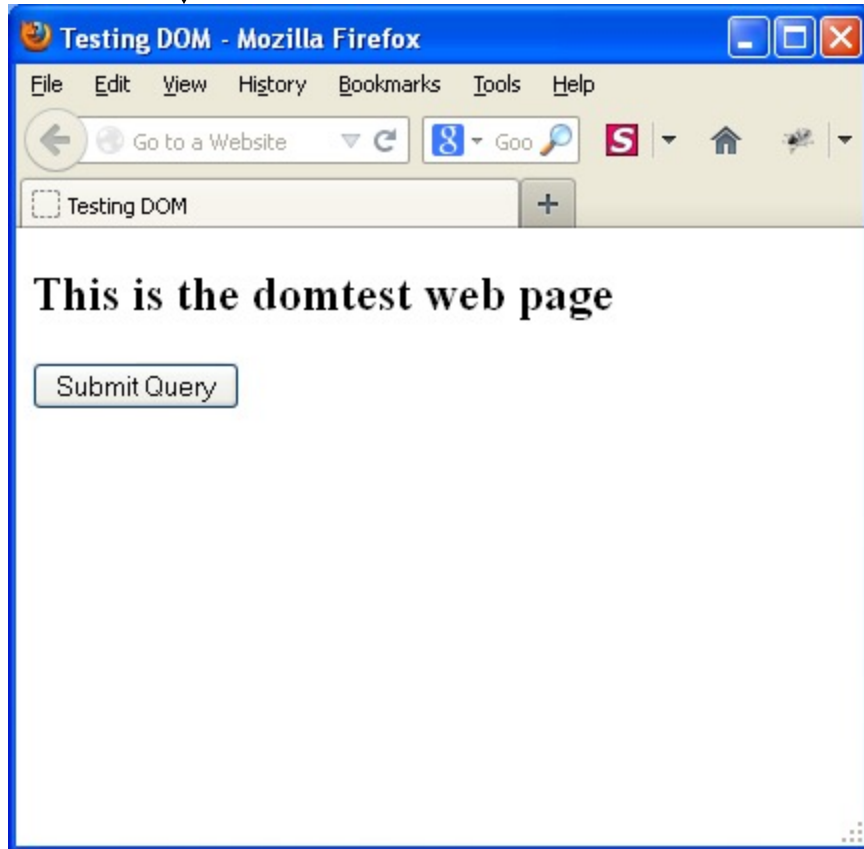 Testing DOM - Mozilla Firefox
File Edit View History Bookmarks Tools Help
Go to a Website 8 Goo S
Testing DOM +
This is the domtest web page
Submit Query